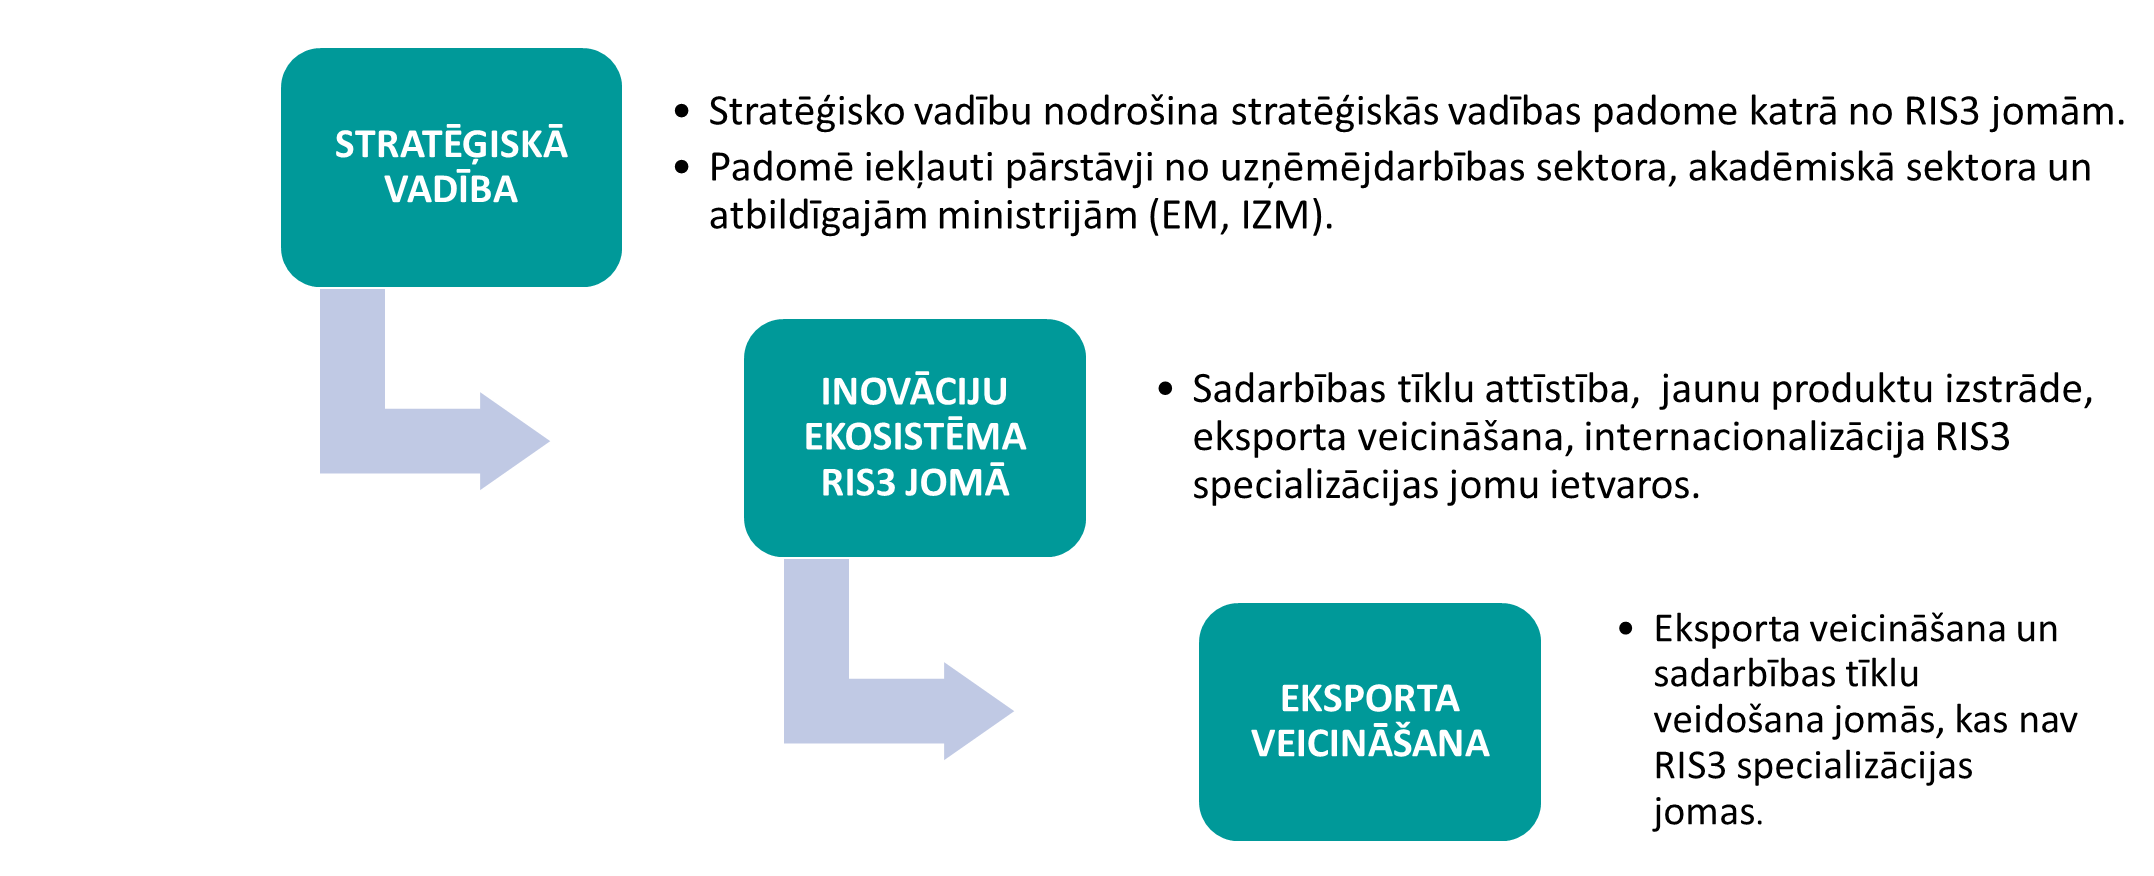 STRATĒĢISKĀ
VADĪBA
• Stratēģisko vadību nodrošina stratēģiskās vadības padome katrā no RIS3 jomām.
• Padomē iekļauti pārstāvji no uzņēmējdarbības sektora, akadēmiskā sektora un
atbildīgajām ministrijām (EM, IZM).
INOVĀCIJU
EKOSISTĒMA
RIS3 JOMĀ
• Sadarbības tīklu attīstība,  jaunu produktu izstrāde,
eksporta veicināšana, internacionalizācija RIS3
specializācijas jomu ietvaros.
EKSPORTA
VEICINĀŠANA
• Eksporta veicināšana un
sadarbības tīklu
veidošana jomās, kas nav
RIS3 specializācijas
jomas.